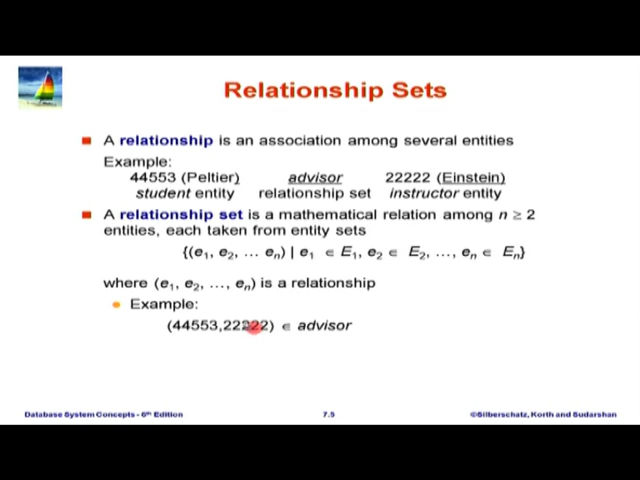 Relationship Sets
A relationship is an association among several entities
Example:
44553 (Peltier) advisor 22222 (Einstein)
student entity relationship set instructor entity
A relationship set is a mathematical relation among n ≥ 2
entities, each taken from entity sets
{(e1, e2, … en) | e1 ∈ E1, e2 ∈ E2, …, en ∈ En}
where (e1, e2, …, en) is a relationship
Example:
(44553,22222) ∈ advisor
Database System Concepts - 6th Edition 7.5 ©Silberschatz, Korth and Sudarshan